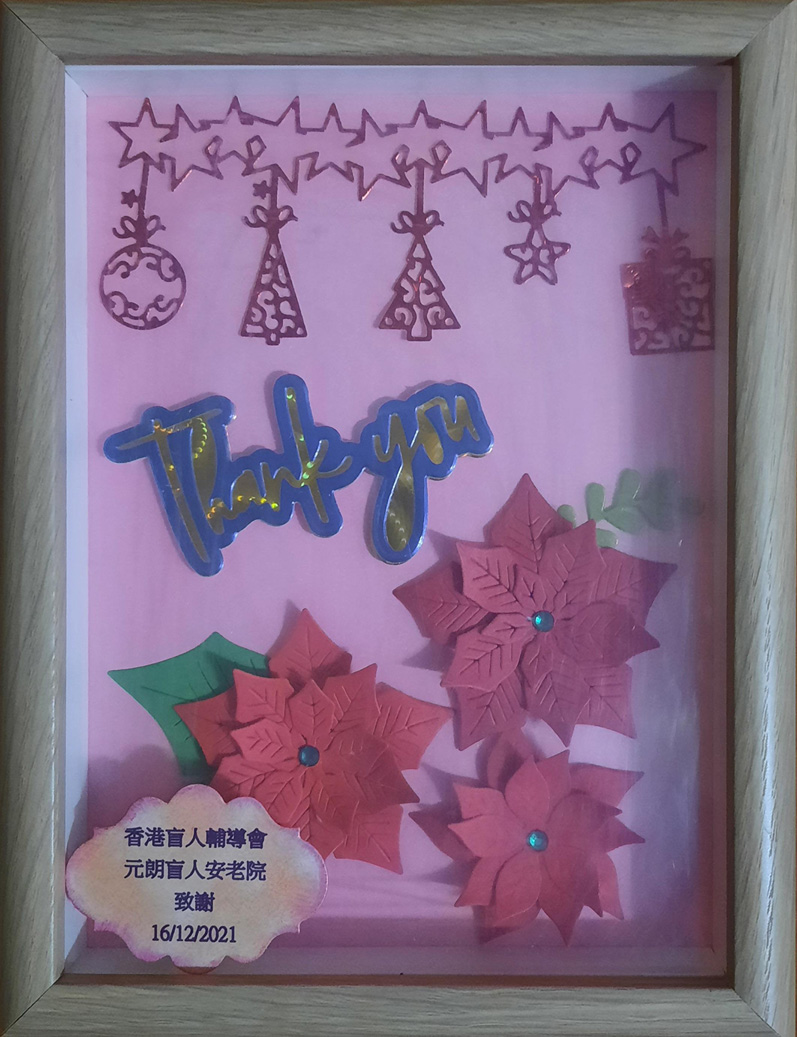 Thank you
香港盲人輔導會
元朗盲人安老院
致謝
16/12/2021